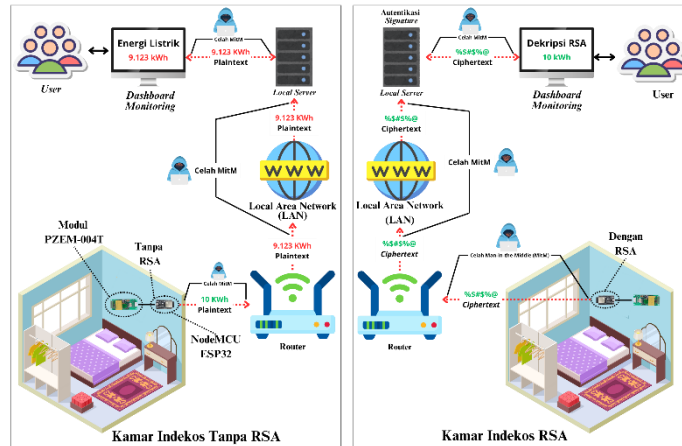 Energi Listrik
9.123 kWh
Celah MitM
9.123 kWh
Plaintext
User
Dashboard
Monitoring
Local Server
9.123 KWh
Plaintext
Celah MitM
WWW
Local Area Network
(LAN)
9.123 KWh
Plaintext
Modul
PZEM-004T
Tanpa
RSA
Celah MitM
10 KWh
Plaintext
NodeMCU
ESP32
Router
Kamar Indekos Tanpa RSA
Autentikasi
Signature
Celah MitM
%$#$%@
Ciphertext
Dekripsi RSA
10 kWh
Local Server
Dashboard
Monitoring
User
%$#$%@
Ciphertext
WWW
Local Area Network
(LAN)
Celah MitM
%$#$%@
Ciphertext
Celah Man in the Middle (MitM)
Dengan
RSA
%$#$%@
Ciphertext
Router
Kamar Indekos RSA